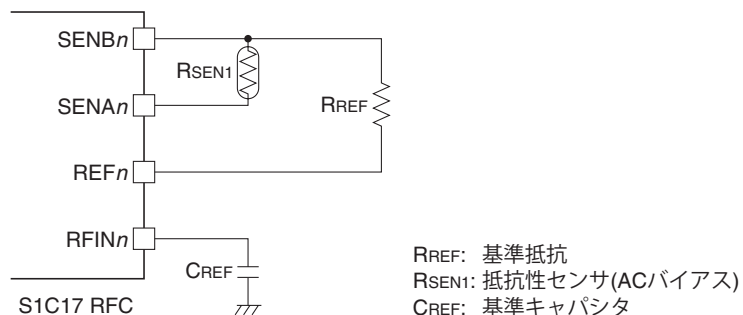 SENBn
RSEN1
SENAn
RREF
REFn
RFINn
CREF
S1C17 RFC
RREF: 基準抵抗
RSEN1: 抵抗性センサ(ACバイアス)
CREF: 基準キャパシタ